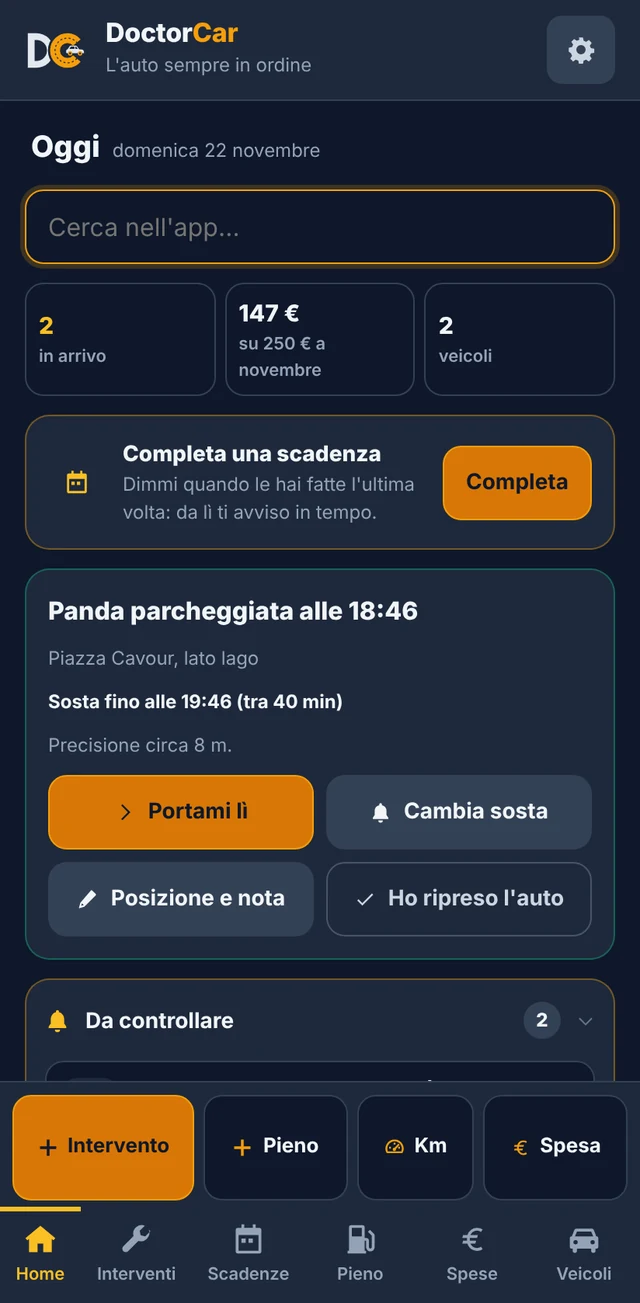 DC
DoctorCar
L'auto sempre in ordine
Oggi domenica 22 novembre
Cerca nell'app...
2
in arrivo
147 €
su 250 € a
novembre
2
veicoli
Completa una scadenza
Dimmi quando le hai fatte l'ultima
volta: da lì ti avviso in tempo.
Completa
Panda parcheggiata alle 18:46
Piazza Cavour, lato lago
Sosta fino alle 19:46 (tra 40 min)
Precisione circa 8 m.
Portami lì
Cambia sosta
Posizione e nota
Ho ripreso l'auto
Da controllare
2
+ Intervento
+ Pieno
Km
€ Spesa
Home
Interventi
Scadenze
Pieno
€
Spese
Veicoli